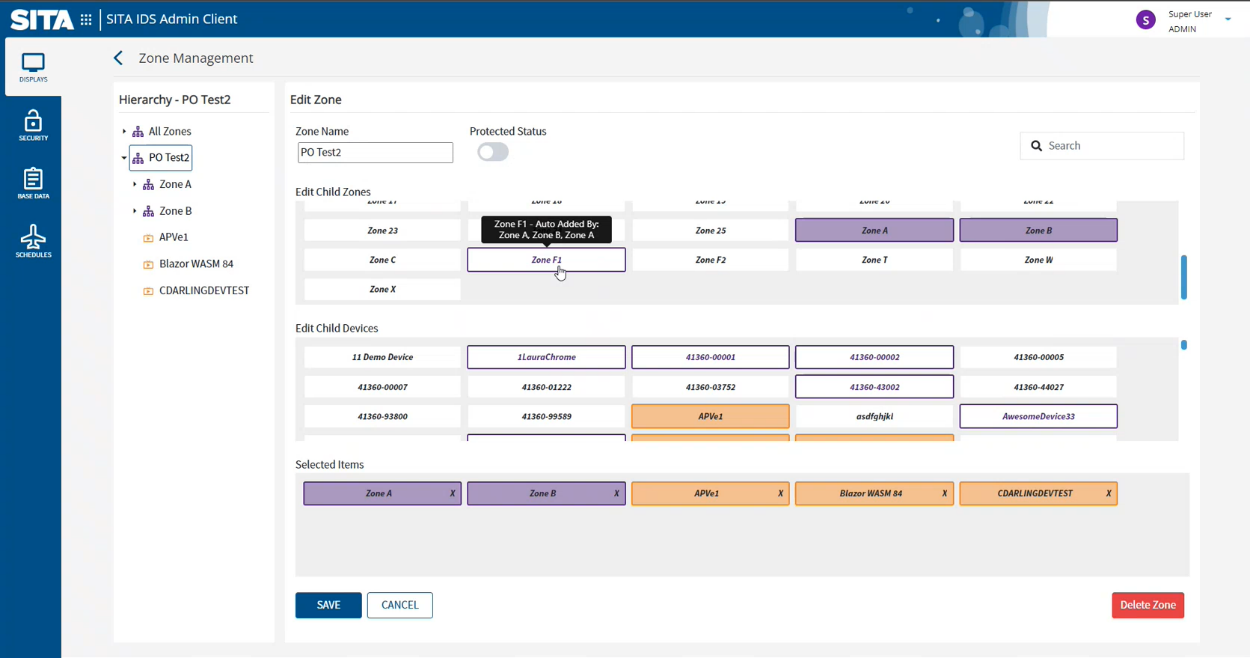 SITA
SITA IDS Admin Client
S
Super User
ADMIN
DISPLAYS
SECURITY
BASE DATA
SCHEDULES
Zone Management
Hierarchy - PO Test2
All Zones
PO Test2
Zone A
Zone B
APVe1
Blazor WASM 84
CDARLINGDEVTEST
Edit Zone
Zone Name
Protected Status
PO Test2
Search
Edit Child Zones
Zone 23
Zone F1 - Auto Added By:
Zone A, Zone B, Zone A
Zone 25
Zone A
Zone B
Zone C
Zone F1
Zone F2
Zone T
Zone W
Zone X
Edit Child Devices
11 Demo Device
1LauraChrome
41360-00001
41360-00002
41360-00005
41360-00007
41360-01222
41360-03752
41360-43002
41360-44027
41360-93800
41360-99589
APVe1
asdfghjkl
AwesomeDevice33
Selected Items
Zone A X
Zone B X
APVe1 X
Blazor WASM 84 X
CDARLINGDEVTEST X
SAVE
CANCEL
Delete Zone